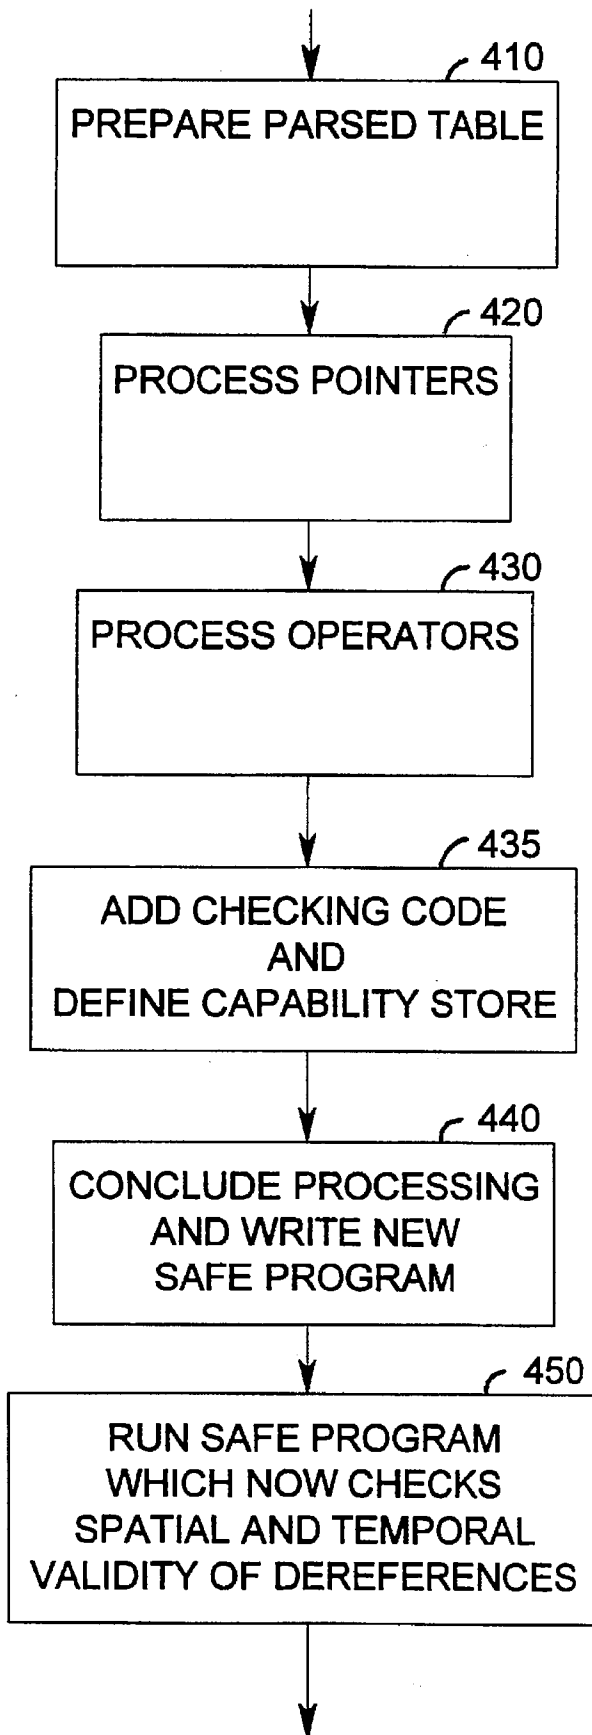 410
PREPARE PARSED TABLE
420
PROCESS POINTERS
430
PROCESS OPERATORS
435
ADD CHECKING CODE
AND
DEFINE CAPABILITY STORE
440
CONCLUDE PROCESSING
AND WRITE NEW
SAFE PROGRAM
450
RUN SAFE PROGRAM
WHICH NOW CHECKS
SPATIAL AND TEMPORAL
VALIDITY OF DEREFERENCES